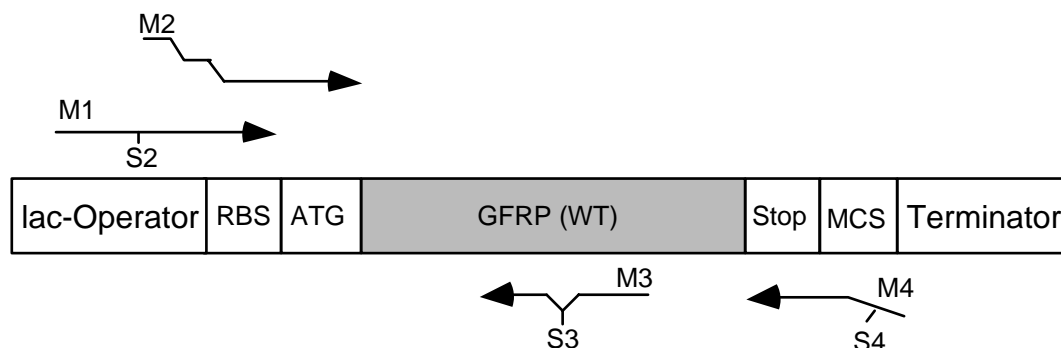 M2
M1
S2
lac-Operator RBS ATG GFRP (WT) Stop MCS Terminator
M3 M4
S3 S4